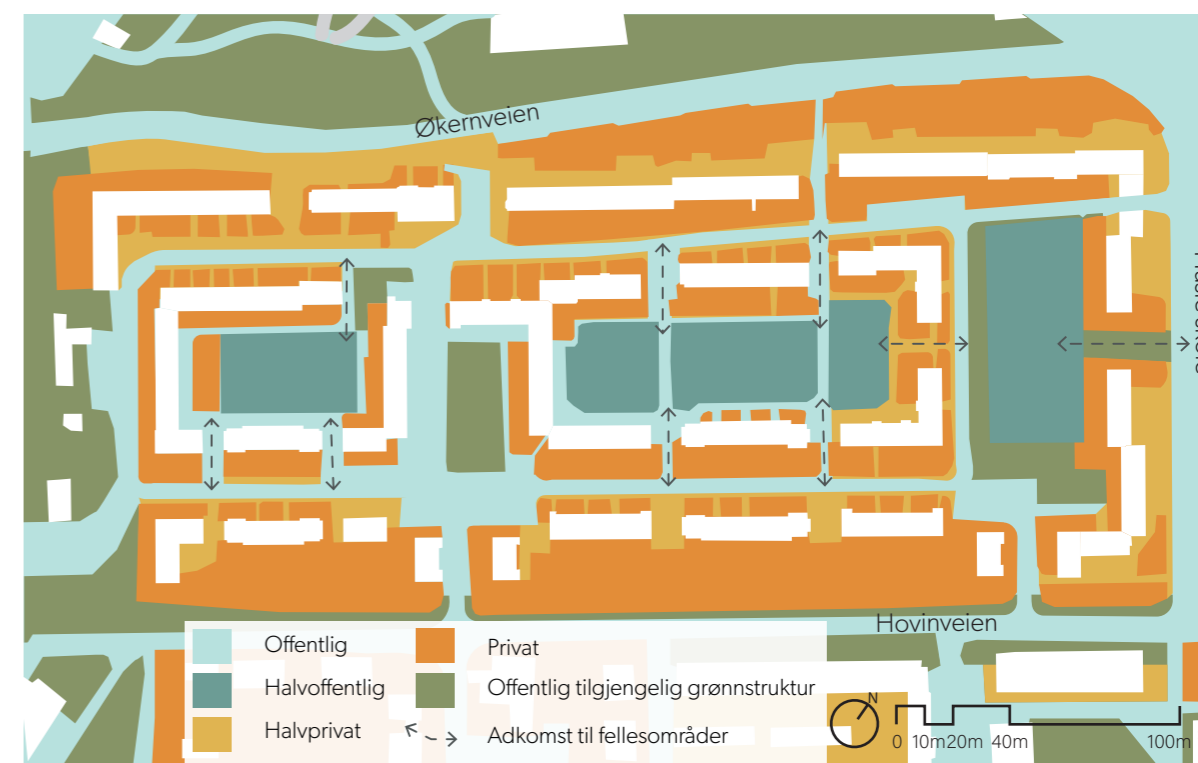 Økernveien
Hovinveien
Offentlig
Privat
Halvoffentlig
Offentlig tilgjengelig grønnstruktur
Halvprivat
Adkomst til fellesområder
N
0 10m 20m 40m 100m